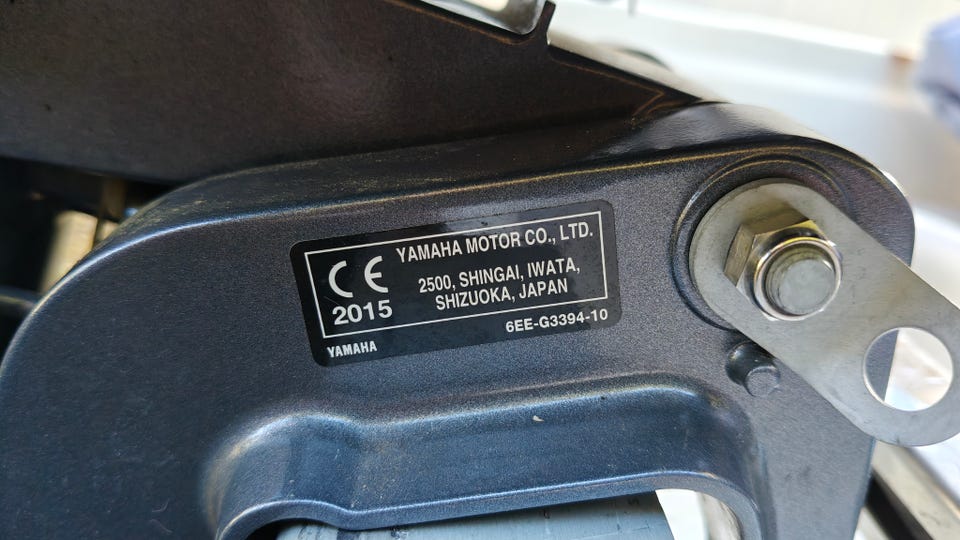 YAMAHA MOTOR CO., LTD.
CE
2500, SHINGAI, IWATA,
2015
SHIZUOKA, JAPAN
6EE-G3394-10
YAMAHA